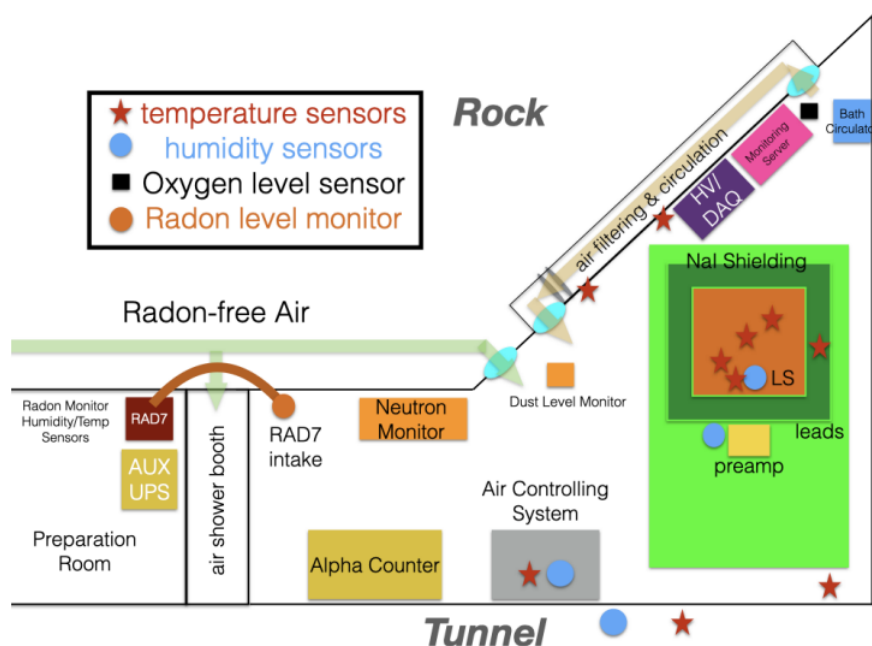 temperature sensors
humidity sensors
Oxygen level sensor
Radon level monitor
Rock
air filtering & circulation
Bath
Circulator
Monitoring
Server
HV/
DAQ
NaI Shielding
LS
leads
preamp
Radon-free Air
Radon Monitor
Humidity/Temp
Sensors
RAD7
AUX
UPS
air shower booth
RAD7
intake
Neutron
Monitor
Dust Level Monitor
Air Controlling
System
Preparation
Room
Alpha Counter
Tunnel